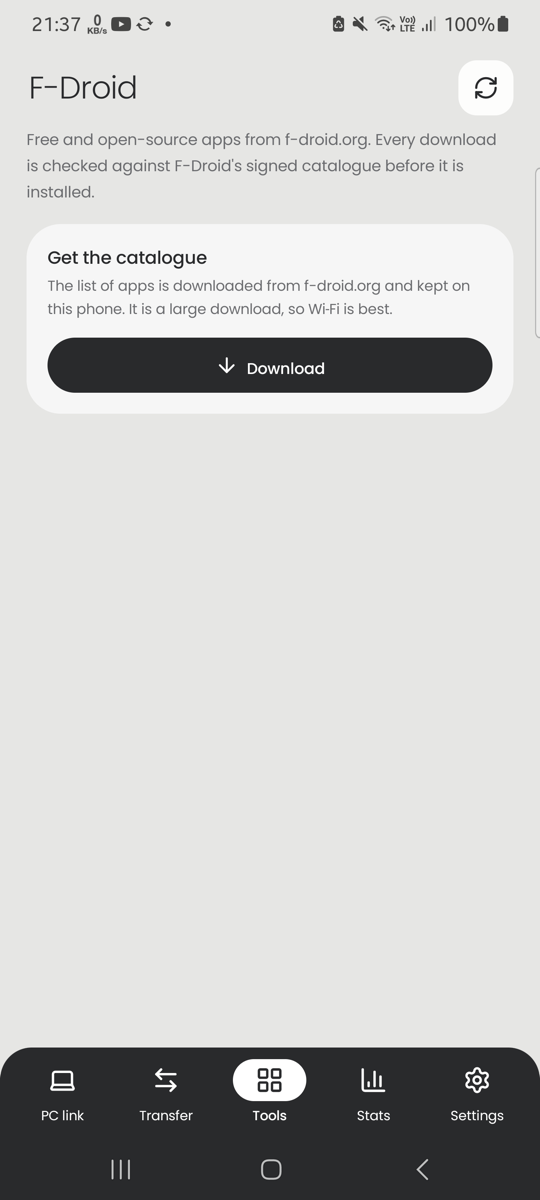 21:37 0 KB/s Vo)) LTE 100%
F-Droid
Free and open-source apps from f-droid.org. Every download
is checked against F-Droid's signed catalogue before it is
installed.
Get the catalogue
The list of apps is downloaded from f-droid.org and kept on
this phone. It is a large download, so Wi-Fi is best.
Download
PC link Transfer Tools Stats Settings